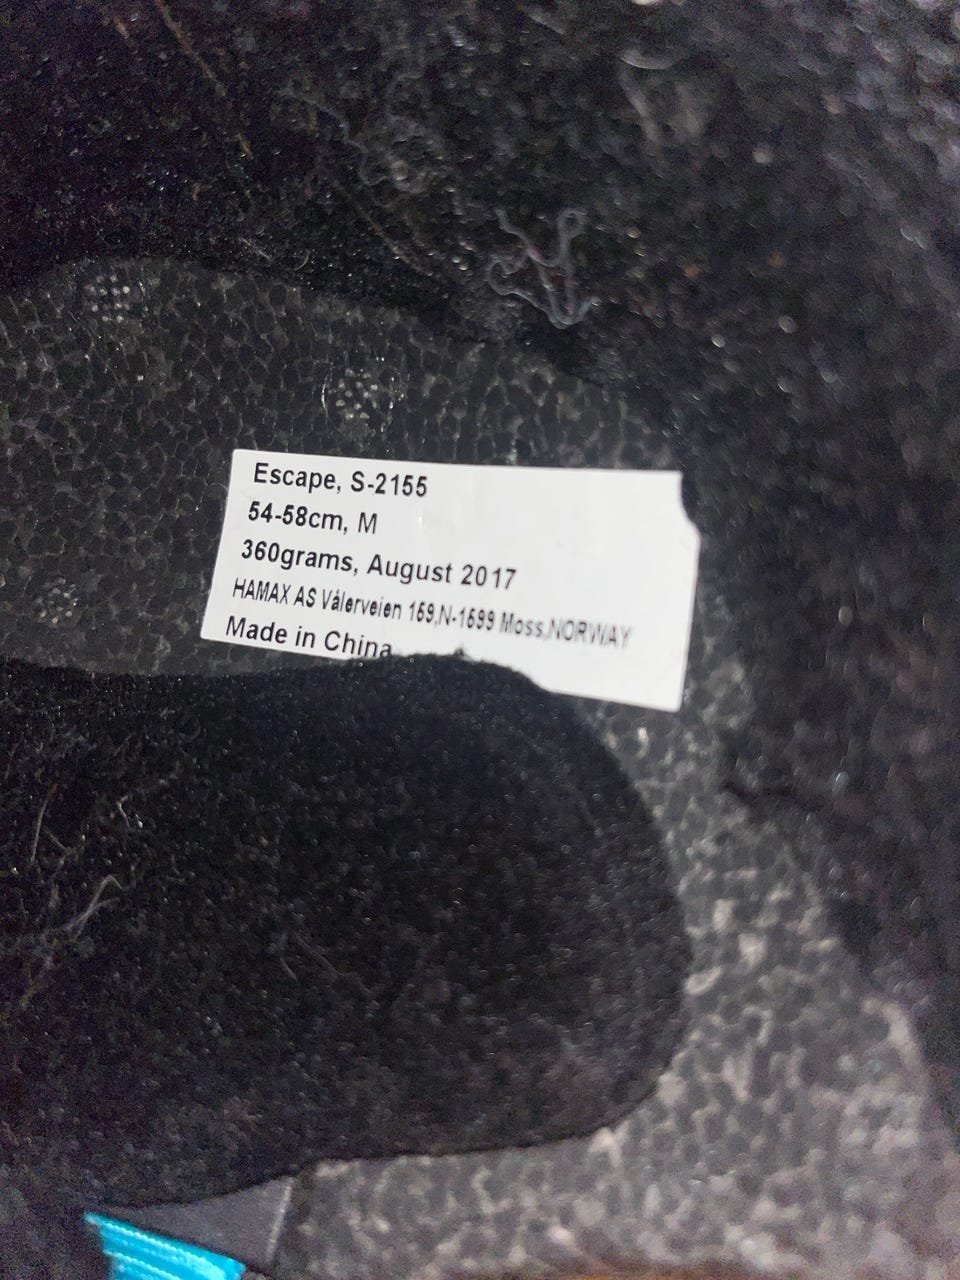 Escape, S-2155
54-58cm, M
360grams, August 2017
HAMAX AS Vålerveien 159,N-1599 Moss,NORWAY
Made in China